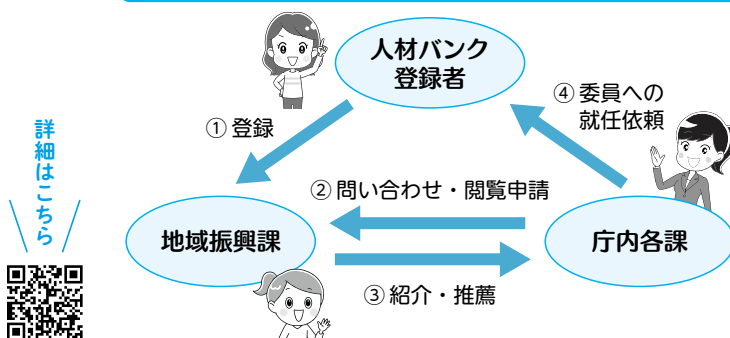 人材バンク
登録者
① 登録
④ 委員への
就任依頼
② 問い合わせ・閲覧申請
地域振興課
庁内各課
③ 紹介・推薦
詳細はこちら